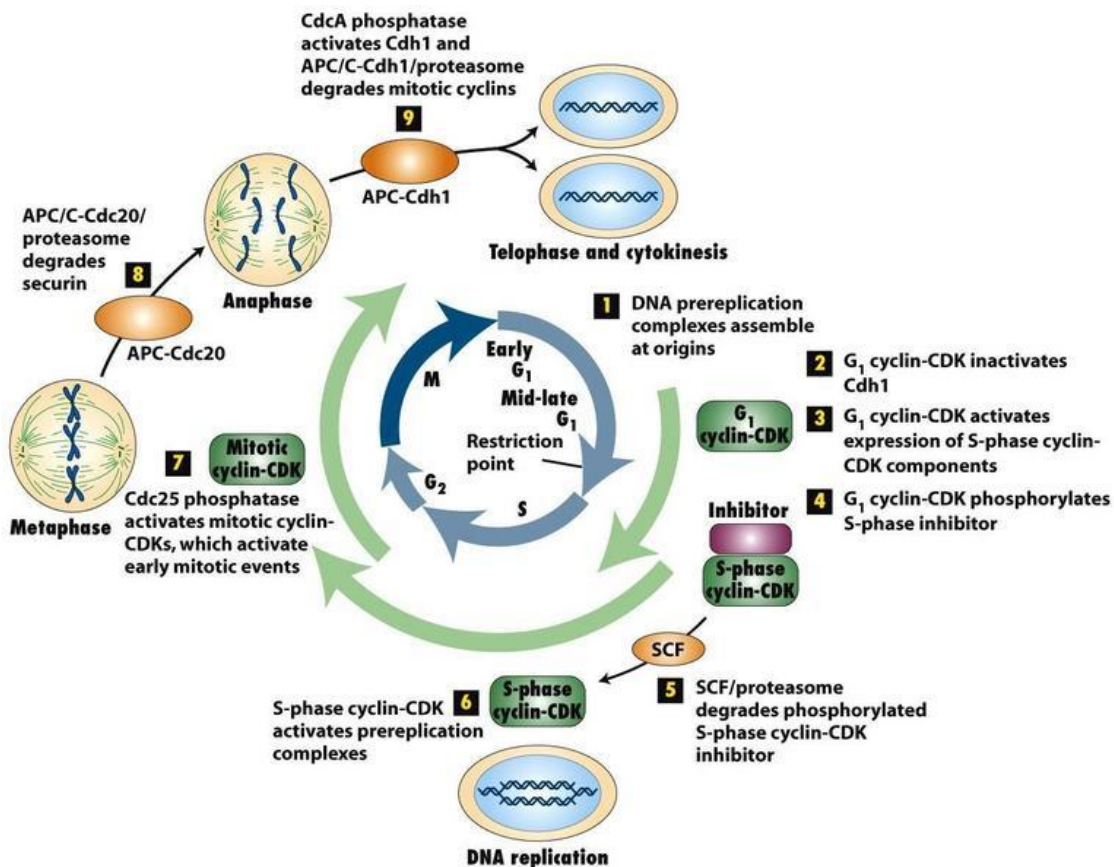 CdcA phosphatase
activates Cdh1 and
APC/C-Cdh1/proteasome
degrades mitotic cyclins
9
APC-Cdh1
Telophase and cytokinesis
APC/C-Cdc20/
proteasome
degrades
securin
8
APC-Cdc20
Anaphase
Metaphase
1
DNA prereplication
complexes assemble
at origins
2
G₁ cyclin-CDK inactivates
Cdh1
G₁
cyclin-CDK
3
G₁ cyclin-CDK activates
expression of S-phase cyclin-
CDK components
4
G₁ cyclin-CDK phosphorylates
S-phase inhibitor
Early
G₁
Mid-late
G₁
Restriction
point
S
G₂
M
7
Mitotic
cyclin-CDK
Cdc25 phosphatase
activates mitotic cyclin-
CDKs, which activate
early mitotic events
Inhibitor
S-phase
cyclin-CDK
SCF
5
SCF/proteasome
degrades phosphorylated
S-phase cyclin-CDK
inhibitor
6
S-phase cyclin-CDK
activates prereplication
complexes
S-phase
cyclin-CDK
DNA replication